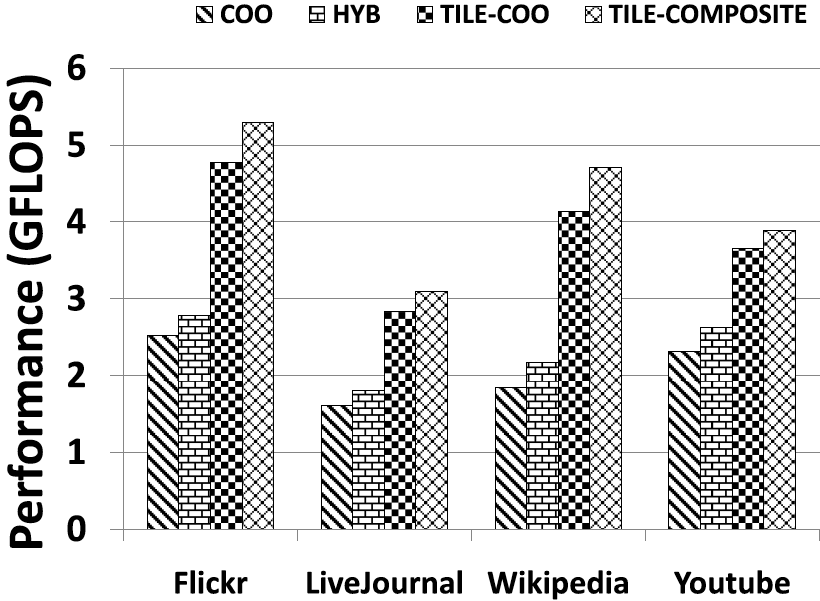 COO HYB TILE-COO TILE-COMPOSITE
Performance (GFLOPS)
6
5
4
3
2
1
0
Flickr LiveJournal Wikipedia Youtube